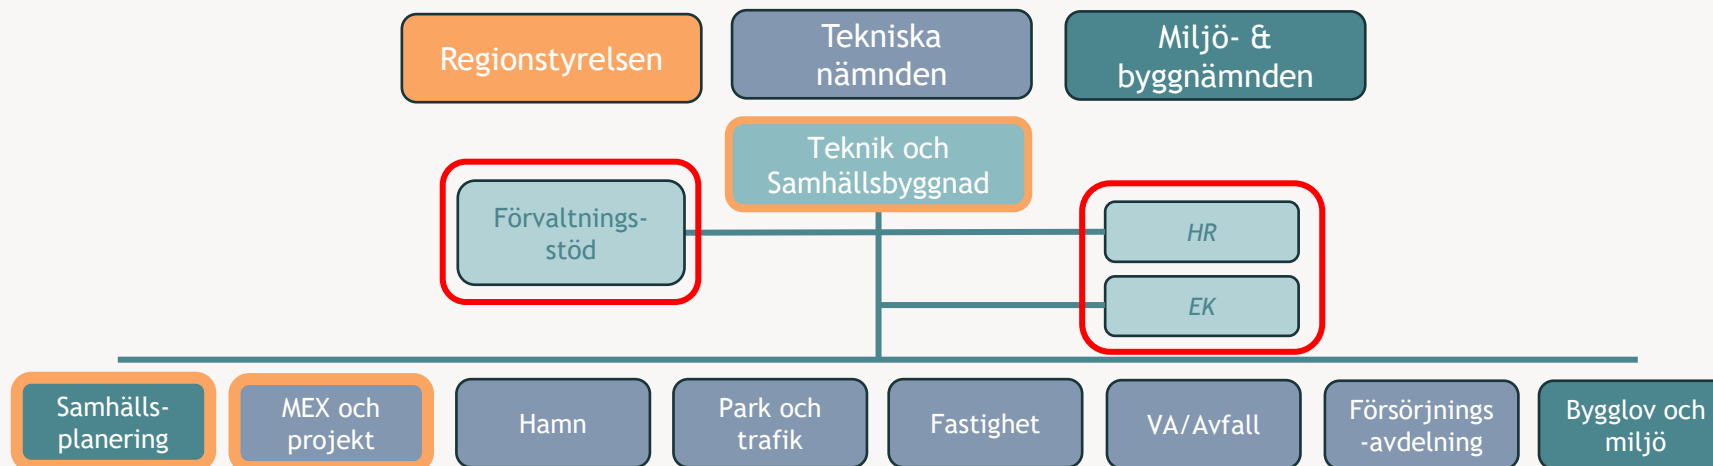 Regionstyrelsen
Tekniska
nämnden
Miljö- &
byggnämnden
Teknik och
Samhällsbyggnad
Förvaltnings-
stöd
HR
EK
Samhälls-
planering
MEX och
projekt
Hamn
Park och
trafik
Fastighet
VA/Avfall
Försörjnings
-avdelning
Bygglov och
miljö